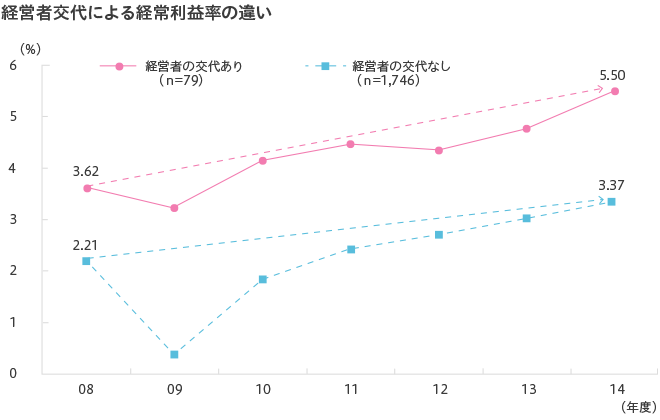 経営者交代による経常利益率の違い
(%)
経営者の交代あり
(n=79)
経営者の交代なし
(n=1,746)
6
5
4
3
2
1
0
3.62
5.50
2.21
3.37
08 09 10 11 12 13 14
(年度)